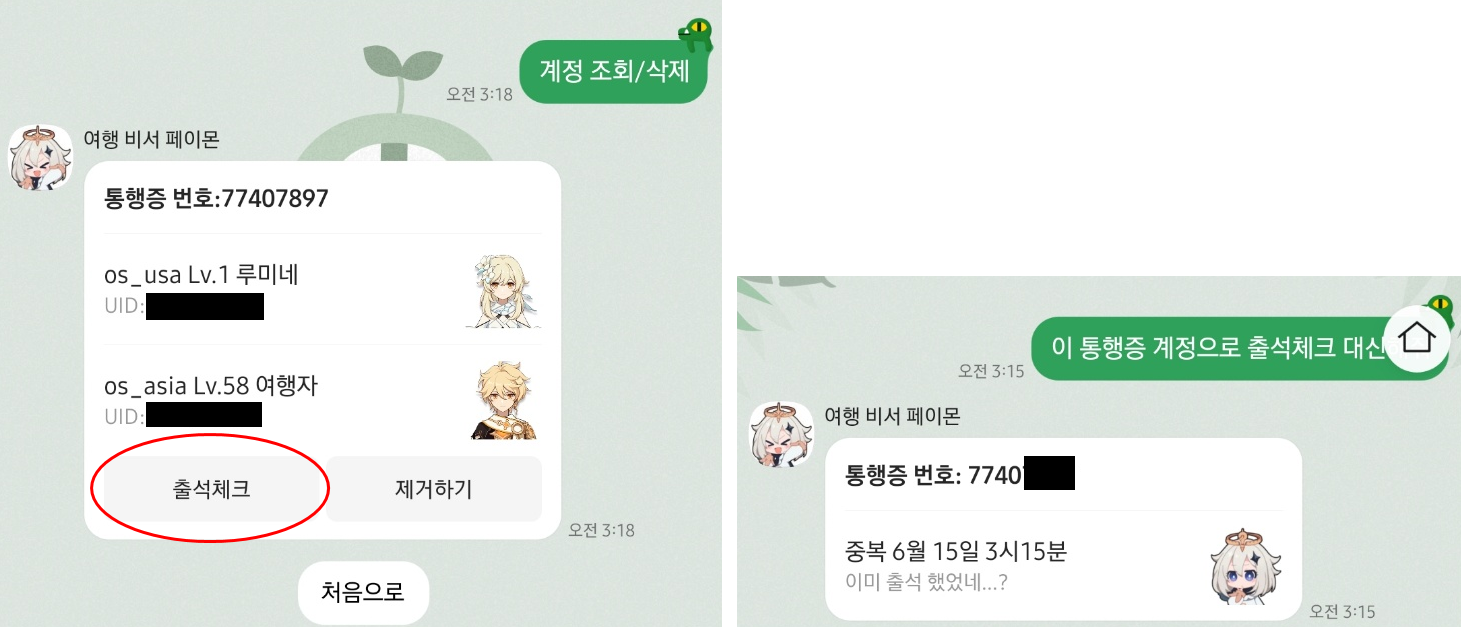 계정 조회/삭제
오전 3:18
여행 비서 페이몬
통행증 번호:77407897
os_usa Lv.1 루미네
UID:
os_asia Lv.58 여행자
UID:
출석체크
제거하기
오전 3:18
처음으로
이 통행증 계정으로 출석체크 대신
오전 3:15
여행 비서 페이몬
통행증 번호: 7740
중복 6월 15일 3시15분
이미 출석 했었네...?
오전 3:15